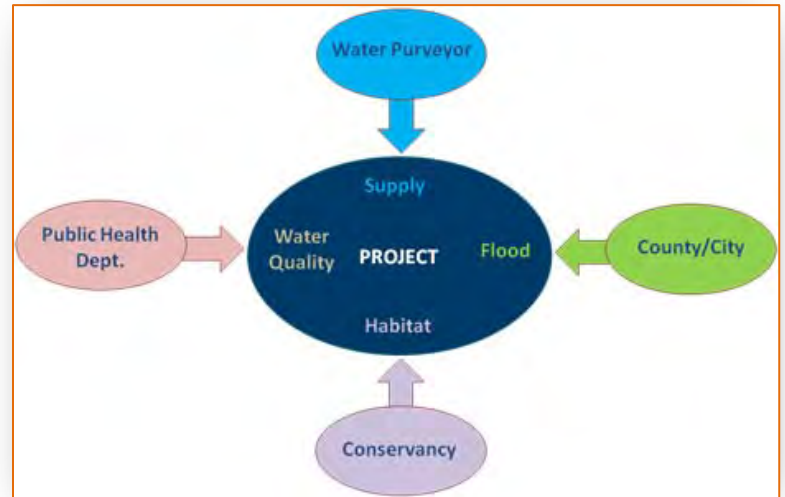 Water Purveyor
Supply
Public Health
Dept.
Water
Quality
PROJECT
Flood
County/City
Habitat
Conservancy